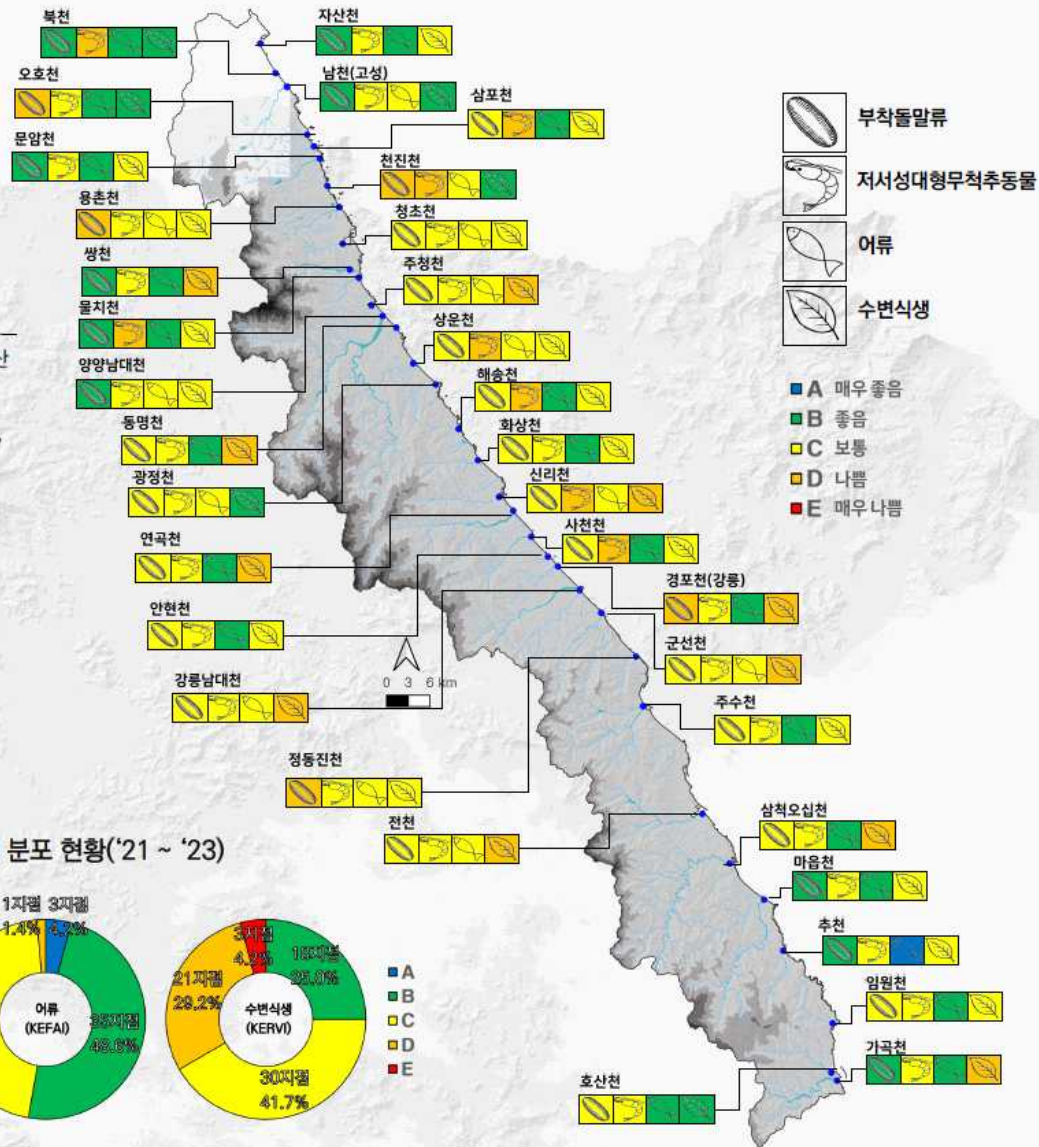 북천
자산천
오호천
남천(고성)
삼포천
문암천
천진천
용촌천
청초천
쌍천
주청천
물치천
상운천
양양남대천
해송천
동명천
화상천
광정천
신리천
연곡천
사천천
안현천
경포천(강릉)
군선천
강릉남대천
주수천
정동진천
전천
삼척오십천
마읍천
추천
임원천
가곡천
호산천
0 3 6 km
부착돌말류
저서성대형무척추동물
어류
수변식생
A 매우 좋음
B 좋음
C 보통
D 나쁨
E 매우 나쁨
산
분포 현황('21 ~ '23)
1지점
1.4%
3지점
4.2%
35지점
48.6%
어류
(KEFAI)
3지점
4.2%
18지점
25.0%
21지점
29.2%
30지점
41.7%
수변식생
(KERVI)
A
B
C
D
E